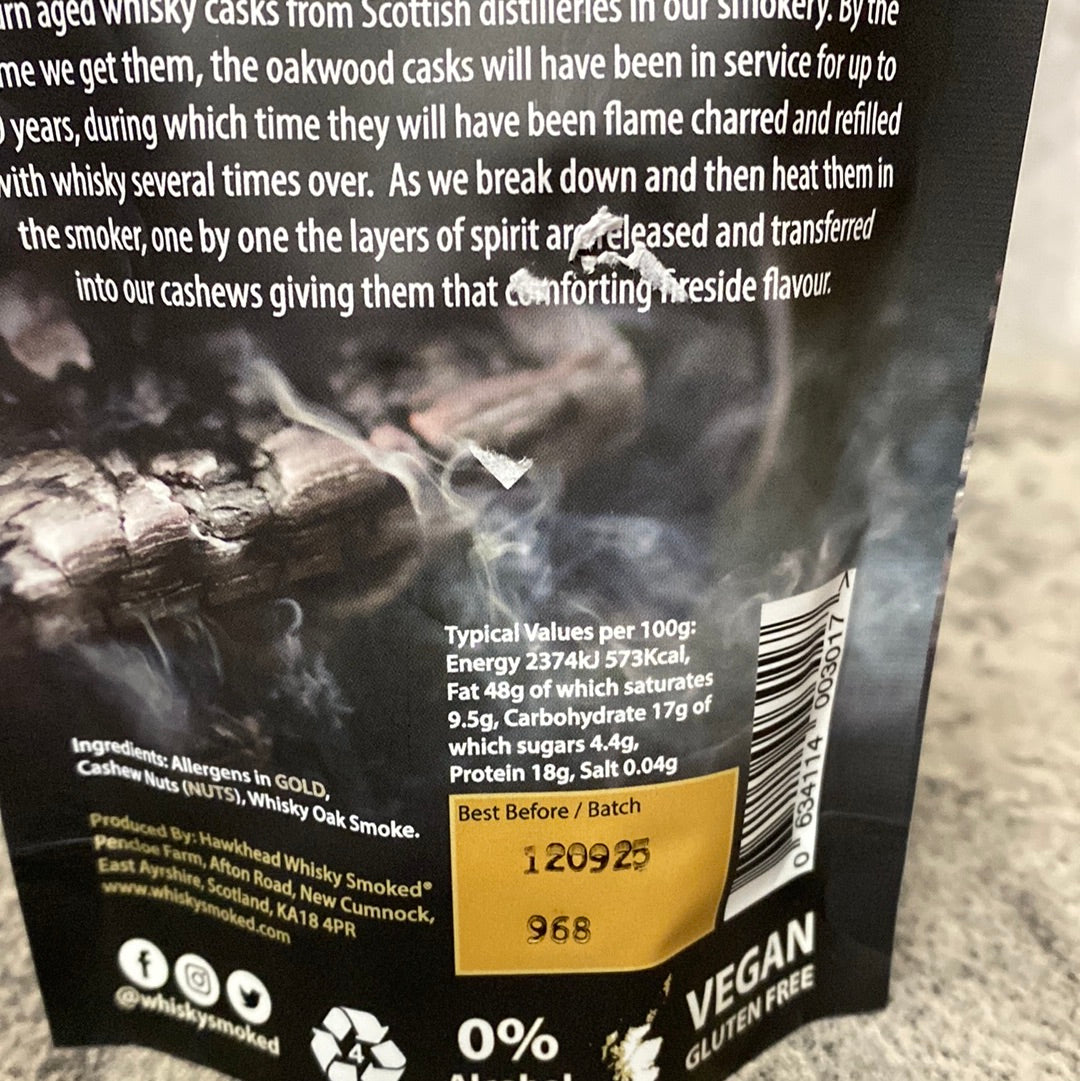 aged whisky casks from Scottish distilleries in our smokery. By the
me we get them, the oakwood casks will have been in service for up to
years, during which time they will have been flame charred and refilled
with whisky several times over. As we break down and then heat them in
the smoker, one by one the layers of spirit are released and transferred
into our cashews giving them that comforting fireside flavour.
Typical Values per 100g:
Energy 2374kJ 573Kcal,
Fat 48g of which saturates
9.5g, Carbohydrate 17g of
which sugars 4.4g,
Protein 18g, Salt 0.04g
Ingredients: Allergens in GOLD,
Cashew Nuts (NUTS), Whisky Oak Smoke.
Produced By: Hawkhead Whisky Smoked®
Pencloe Farm, Afton Road, New Cumnock,
East Ayrshire, Scotland, KA18 4PR
www.whiskysmoked.com
@whiskysmoked
Best Before / Batch
120925
968
0 634114 003017 >
4
0%
Alcohol
VEGAN
GLUTEN FREE